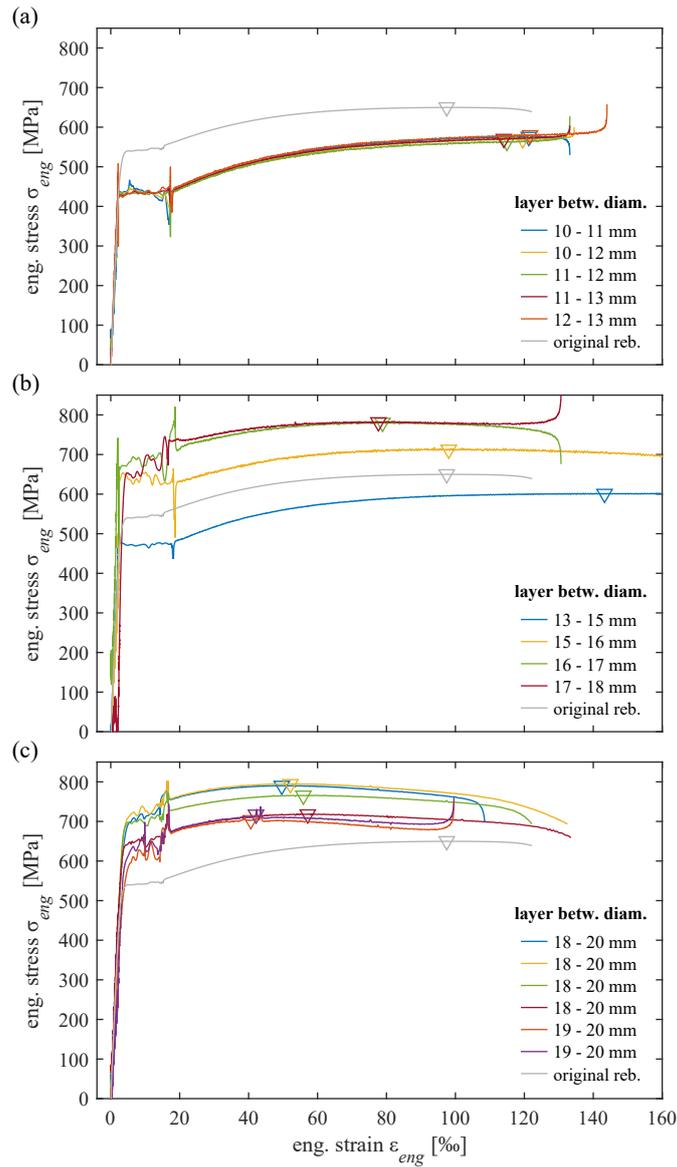 (a)
800
700
600
500
400
300
200
100
0
eng. stress σeng [MPa]
layer betw. diam.
10 - 11 mm
10 - 12 mm
11 - 12 mm
11 - 13 mm
12 - 13 mm
original reb.
(b)
800
700
600
500
400
300
200
100
0
eng. stress σeng [MPa]
layer betw. diam.
13 - 15 mm
15 - 16 mm
16 - 17 mm
17 - 18 mm
original reb.
(c)
800
700
600
500
400
300
200
100
0
eng. stress σeng [MPa]
layer betw. diam.
18 - 20 mm
18 - 20 mm
18 - 20 mm
18 - 20 mm
19 - 20 mm
19 - 20 mm
original reb.
0 20 40 60 80 100 120 140 160
eng. strain εeng [‰]